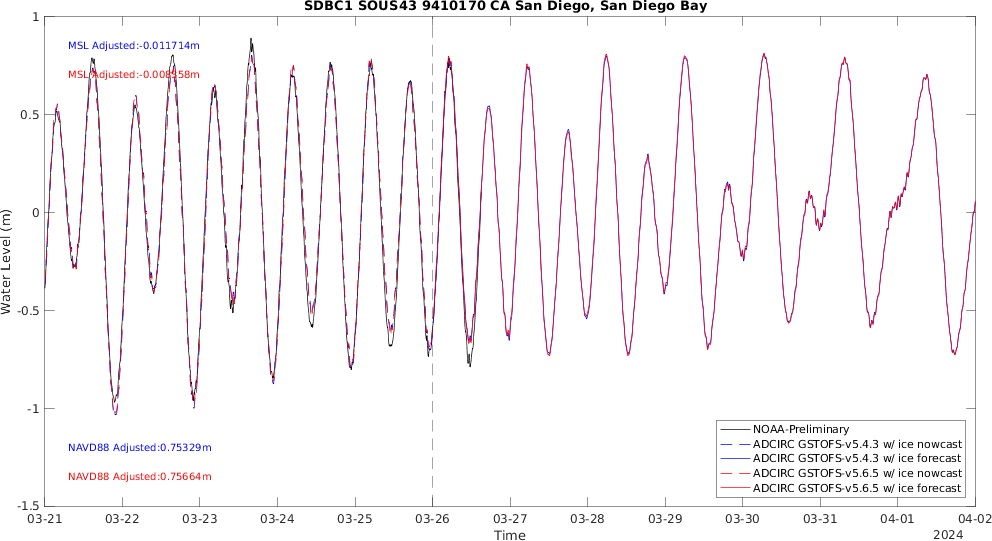 SDBC1 SOUS43 9410170 CA San Diego, San Diego Bay
MSL Adjusted:-0.011714m
MSL Adjusted:-0.008358m
NAVD88 Adjusted:0.75329m
NAVD88 Adjusted:0.75664m
Water Level (m)
1
0.5
0
-0.5
-1
-1.5
NOAA-Preliminary
ADCIRC GSTOFS-v5.4.3 w/ ice nowcast
ADCIRC GSTOFS-v5.4.3 w/ ice forecast
ADCIRC GSTOFS-v5.6.5 w/ ice nowcast
ADCIRC GSTOFS-v5.6.5 w/ ice forecast
03-21 03-22 03-23 03-24 03-25 03-26 03-27 03-28 03-29 03-30 03-31 04-01 04-02
Time
2024